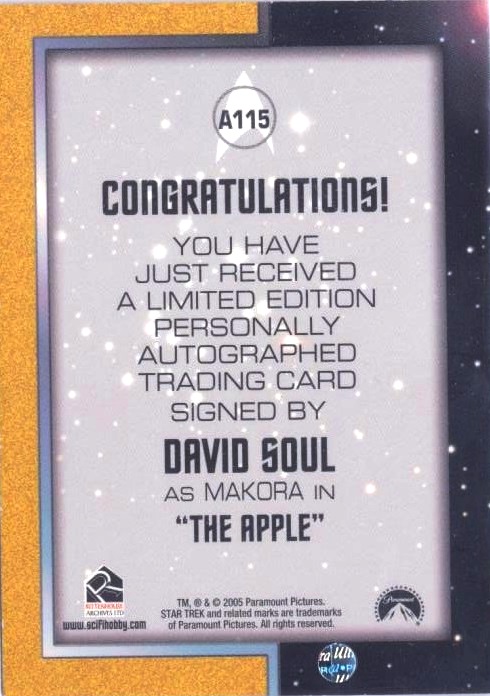 A115
CONGRATULATIONS!
YOU HAVE
JUST RECEIVED
A LIMITED EDITION
PERSONALLY
AUTOGRAPHED
TRADING CARD
SIGNED BY
DAVID SOUL
AS MAKORA IN
"THE APPLE"
RITTENHOUSE
ARCHIVES LTD
www.scifihobby.com
TM, ® & © 2005 Paramount Pictures.
STAR TREK and related marks are trademarks
of Paramount Pictures. All rights reserved.
Paramount